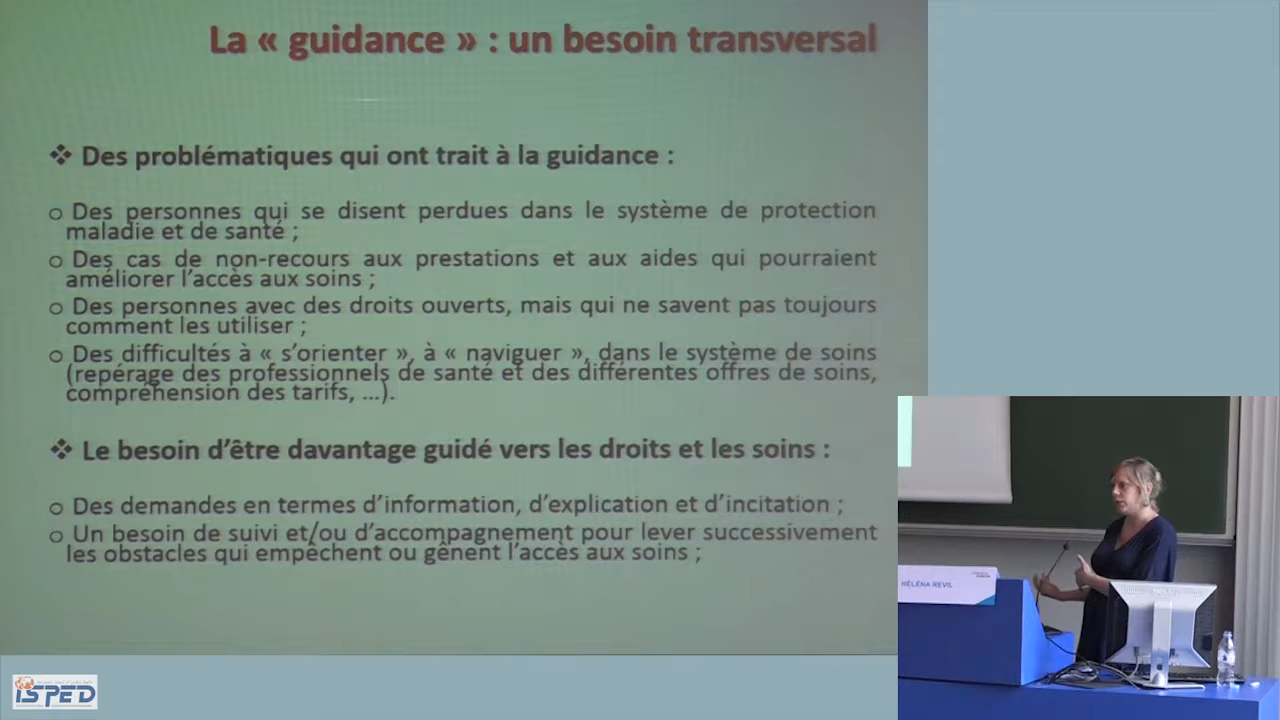 La « guidance » : un besoin transversal
❖ Des problématiques qui ont trait à la guidance :
o Des personnes qui se disent perdues dans le système de protection
maladie et de santé ;
o Des cas de non-recours aux prestations et aux aides qui pourraient
améliorer l'accès aux soins ;
o Des personnes avec des droits ouverts, mais qui ne savent pas toujours
comment les utiliser ;
o Des difficultés à « s'orienter », à « naviguer », dans le système de soins
(repérage des professionnels de santé et des différentes offres de soins,
compréhension des tarifs, ...).
❖ Le besoin d'être davantage guidé vers les droits et les soins :
o Des demandes en termes d'information, d'explication et d'incitation ;
o Un besoin de suivi et/ou d'accompagnement pour lever successivement
les obstacles qui empêchent ou gênent l'accès aux soins ;
HÉLÉNA REVIL
ISPED